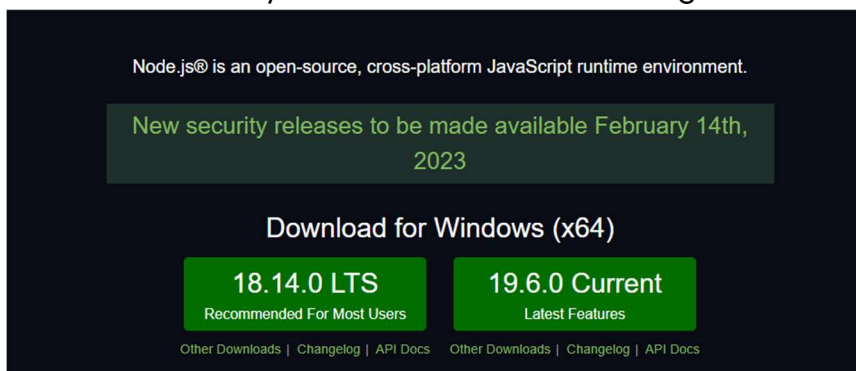 Node.js® is an open-source, cross-platform JavaScript runtime environment.
New security releases to be made available February 14th,
2023
Download for Windows (x64)
18.14.0 LTS
Recommended For Most Users
19.6.0 Current
Latest Features
Other Downloads | Changelog | API Docs
Other Downloads | Changelog | API Docs